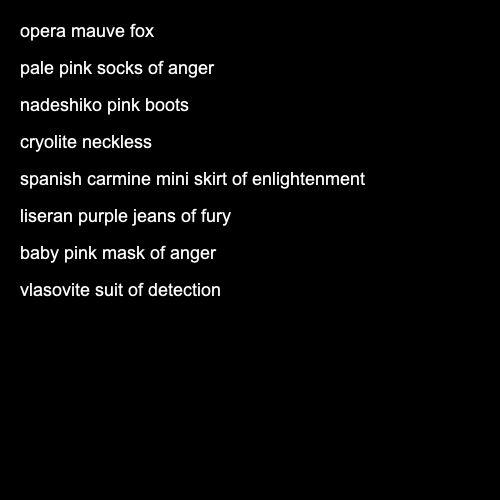 opera mauve fox
pale pink socks of anger
nadeshiko pink boots
cryolite neckless
spanish carmine mini skirt of enlightenment
liseran purple jeans of fury
baby pink mask of anger
vlasovite suit of detection